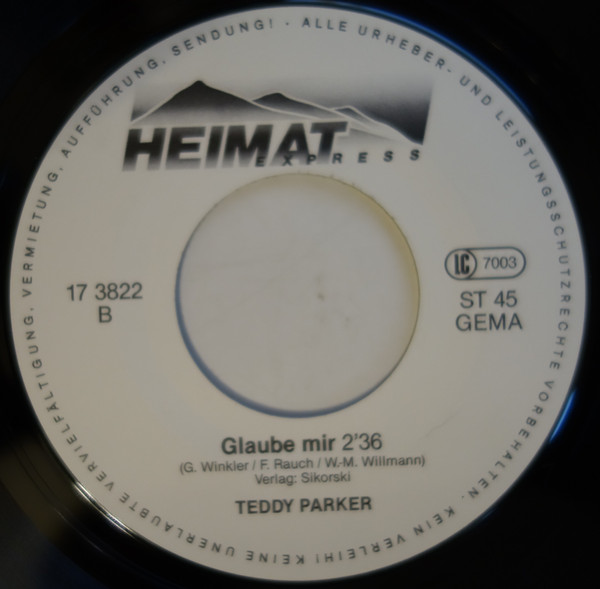 ALLE URHEBER- UND LEISTUNGSSCHUTZRECHTE VORBEHALTEN. KEIN VERLEIH! KEINE UNERLAUBTE VERVIELFÄLTIGUNG, VERMIETUNG, AUFFÜHRUNG, SENDUNG! -
HEIMAT
EXPRESS
LC 7003
17 3822
B
ST 45
GEMA
Glaube mir 2'36
(G. Winkler / F. Rauch / W.-M. Willmann)
Verlag: Sikorski
TEDDY PARKER